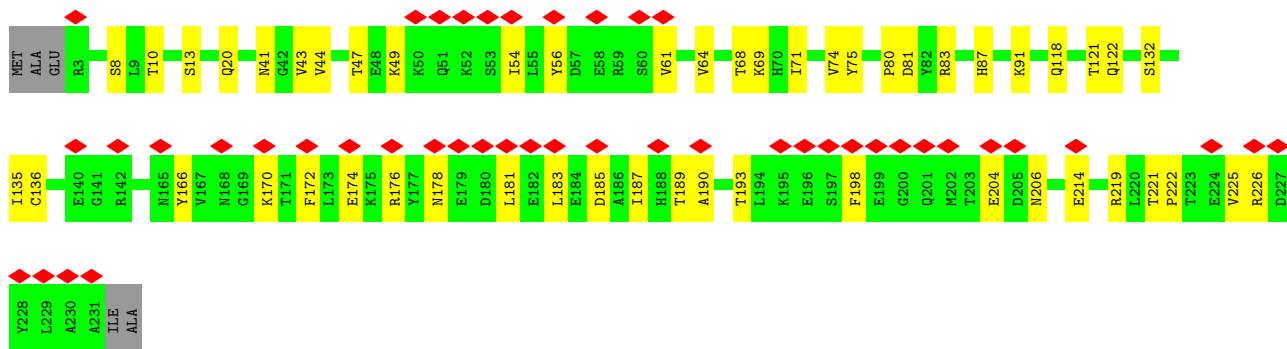 MET ALA GLU R3 S8 L9 T10 S13 Q20 N41 G42 V43 V44 T47 E48 K49 K50 Q51 K52 S53 I54 L55 Y56 D57 E58 R59 S60 V61 V64 T68 K69 H70 I71 V74 Y75 P80 D81 Y82 R83 H87 K91 Q118 T121 Q122 S132
I135 C136 E140 G141 R142 N165 Y166 V167 N168 G169 K170 T171 F172 L173 E174 K175 R176 Y177 N178 E179 D180 L181 E182 L183 E184 D185 A186 I187 H188 T189 A190 T193 L194 K195 E196 S197 F198 E199 G200 Q201 M202 T203 E204 D205 N206 E214 R219 L220 T221 P222 T223 E224 V225 R226 D227
Y228 L229 A230 A231 ILE ALA